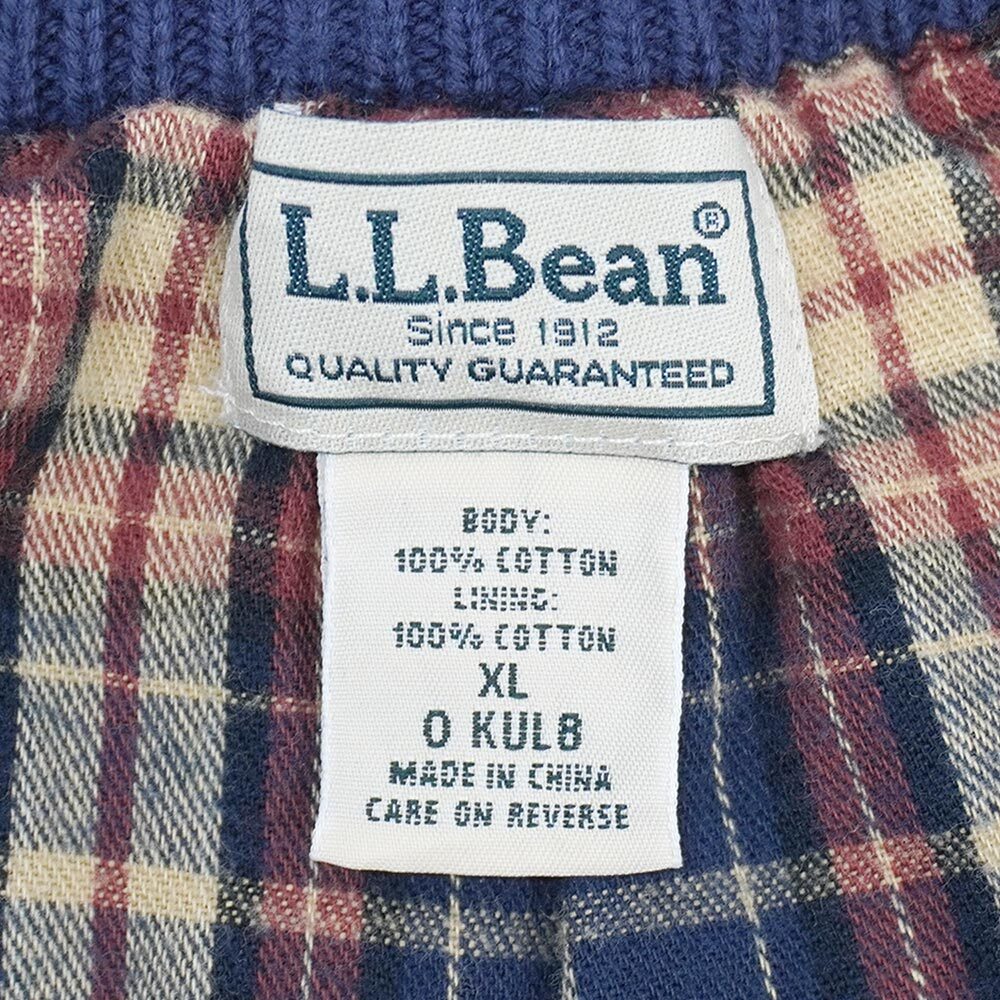 L.L.Bean®
Since 1912
QUALITY GUARANTEED
BODY:
100% COTTON
LINING:
100% COTTON
XL
0 KUL8
MADE IN CHINA
CARE ON REVERSE